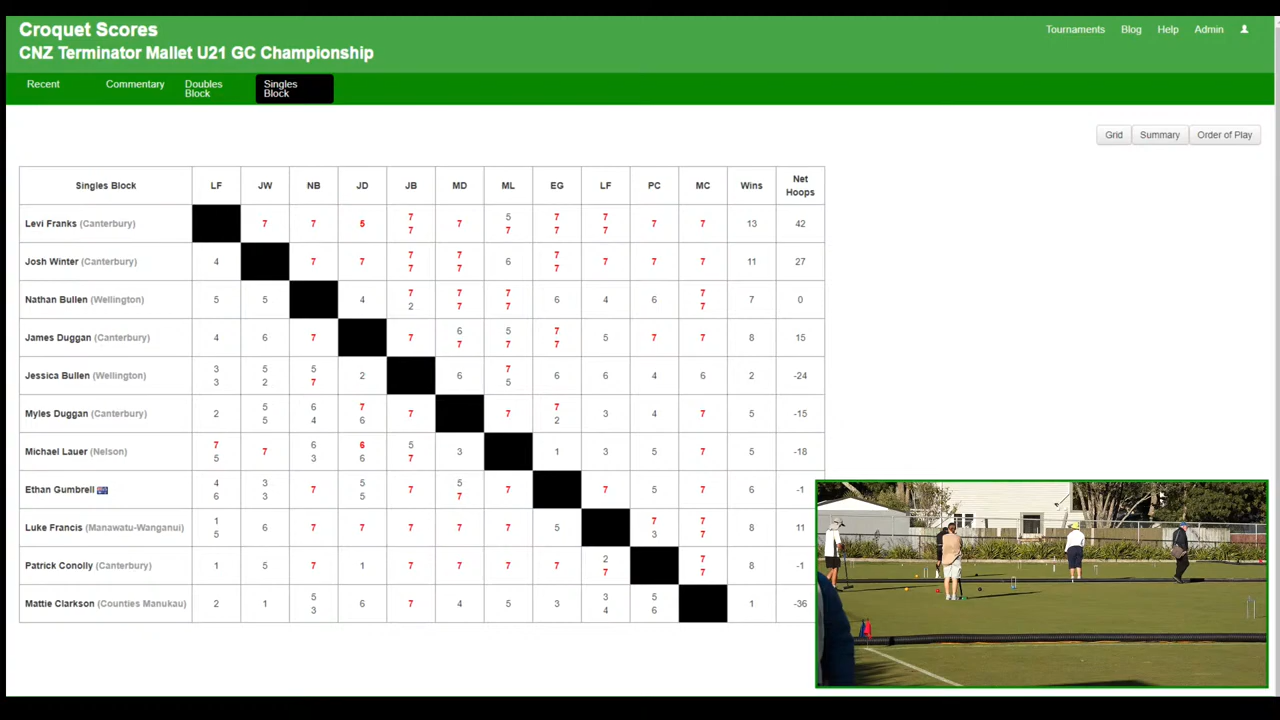 Croquet Scores
CNZ Terminator Mallet U21 GC Championship
Tournaments Blog Help Admin
Recent Commentary Doubles Block Singles Block
Grid Summary Order of Play
Singles Block LF JW NB JD JB MD ML EG LF PC MC Wins Net Hoops
Levi Franks (Canterbury) 7 7 5 7 7 7 5 7 7 7 7 7 7 7 13 42
Josh Winter (Canterbury) 4 7 7 7 7 7 7 6 7 7 7 7 7 11 27
Nathan Bullen (Wellington) 5 5 4 7 2 7 7 7 7 6 4 6 7 7 7 0
James Duggan (Canterbury) 4 6 7 7 6 7 5 7 7 7 5 7 7 8 15
Jessica Bullen (Wellington) 3 3 5 2 5 7 2 6 7 5 6 6 4 6 2 -24
Myles Duggan (Canterbury) 2 5 5 6 4 7 6 7 7 7 2 3 4 7 5 -15
Michael Lauer (Nelson) 7 5 7 6 3 6 6 5 7 3 1 3 5 7 5 -18
Ethan Gumbrell 4 6 3 3 7 5 5 7 5 7 7 7 5 7 6 -1
Luke Francis (Manawatu-Wanganui) 1 5 6 7 7 7 7 7 5 7 3 7 7 8 11
Patrick Conolly (Canterbury) 1 5 7 1 7 7 7 7 2 7 7 7 8 -1
Mattie Clarkson (Counties Manukau) 2 1 5 3 6 7 4 5 3 3 4 5 6 1 -36